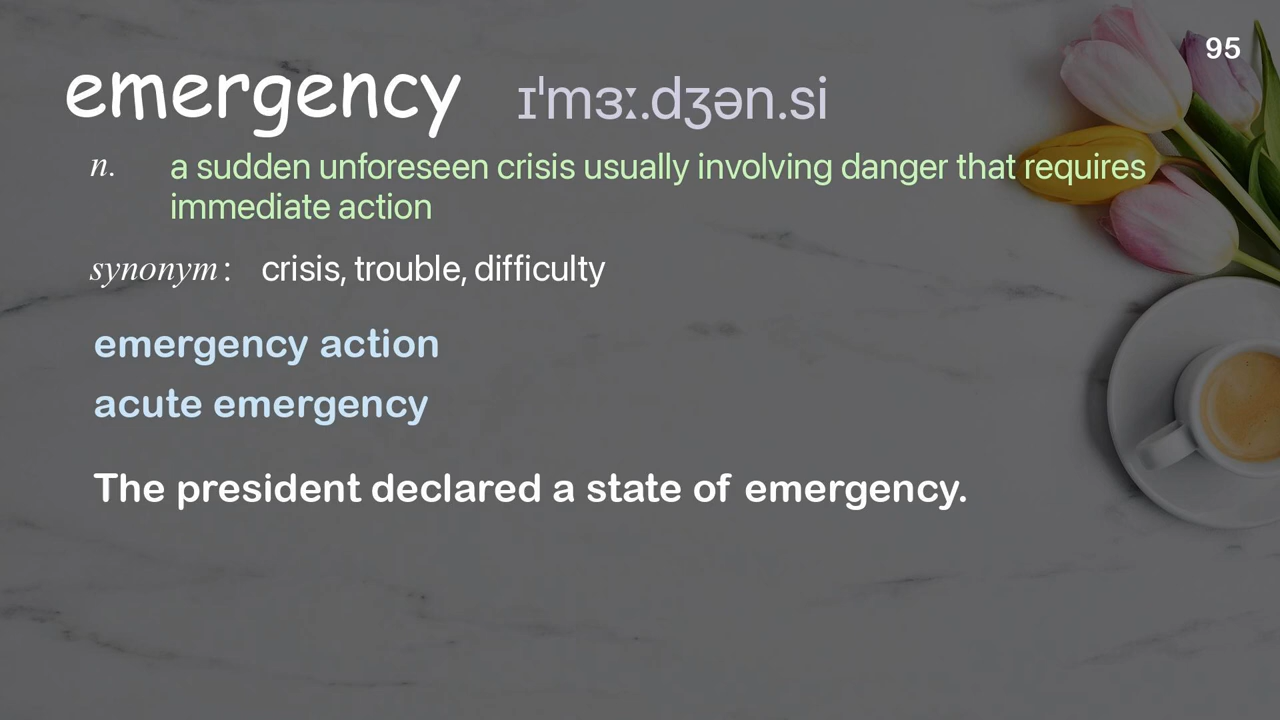 95
emergency ɪˈmɜː.dʒən.si
n. a sudden unforeseen crisis usually involving danger that requires
immediate action
synonym: crisis, trouble, difficulty
emergency action
acute emergency
The president declared a state of emergency.